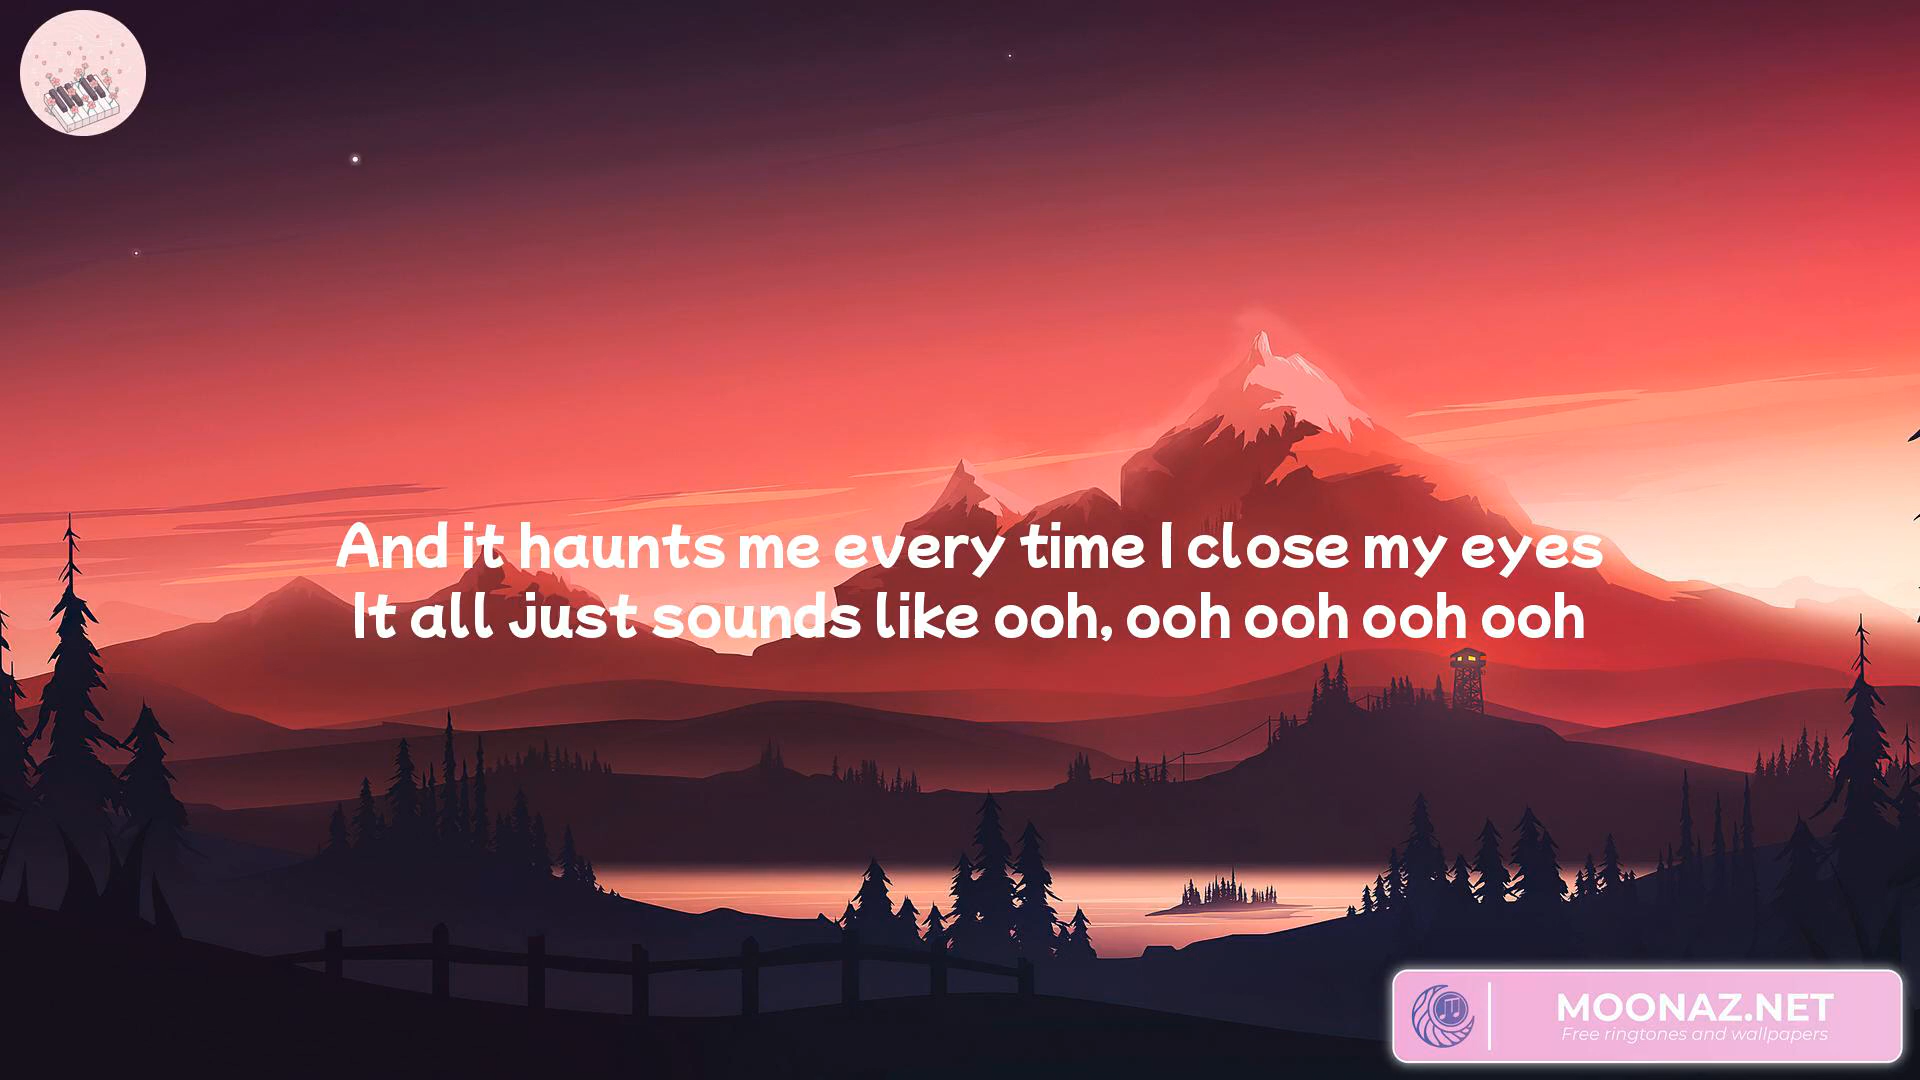 And it haunts me every time I close my eyes
It all just sounds like ooh, ooh ooh ooh ooh
MOONAZ.NET
Free ringtones and wallpapers